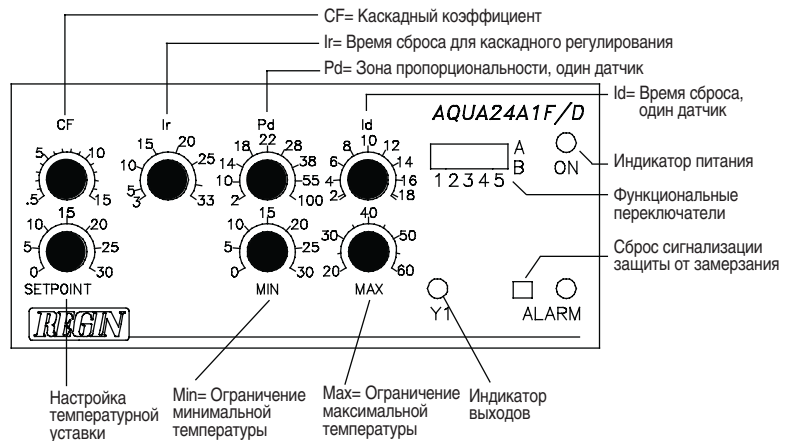 CF= Каскадный коэффициент
Ir= Время сброса для каскадного регулирования
Pd= Зона пропорциональности, один датчик
Id= Время сброса,
один датчик
AQUA24A1F/D
CF
Ir
Pd
Id
.5 5 10 15
3 5 10 15 20 25 33
2 10 14 18 22 28 38 55 100
2 4 6 8 10 12 14 16 18
A
B
1 2 3 4 5
ON
Индикатор питания
Функциональные
переключатели
0 5 10 15 20 25 30
0 5 10 15 20 25 30
20 30 40 50 60
SETPOINT
MIN
MAX
Y1
ALARM
Сброс сигнализации
защиты от замерзания
REGIN
Настройка
температурной
уставки
Min= Ограничение
минимальной
температуры
Max= Ограничение
максимальной
температуры
Индикатор
выходов